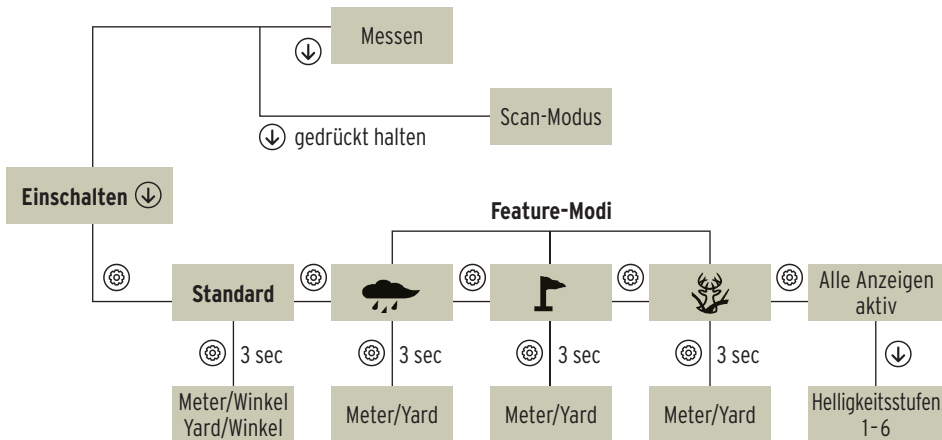 Messen
Scan-Modus
gedrückt halten
Einschalten
Feature-Modi
Standard
Alle Anzeigen
aktiv
3 sec
3 sec
3 sec
3 sec
Meter/Winkel
Yard/Winkel
Meter/Yard
Meter/Yard
Meter/Yard
Helligkeitsstufen
1-6